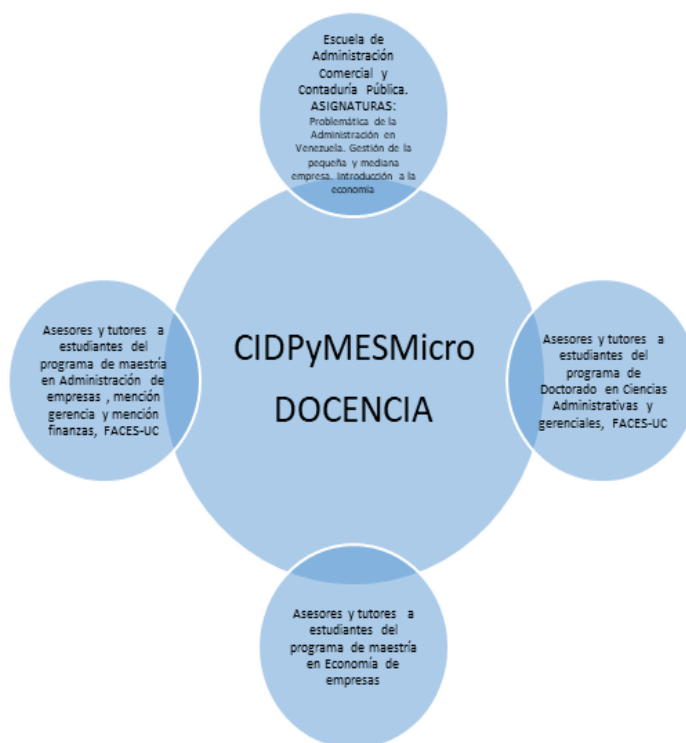 Escuela de
Administración
Comercial y
Contaduría Pública.
ASIGNATURAS:
Problemática de la
Administración en
Venezuela. Gestión de la
pequeña y mediana
empresa. Introducción a la
economía
CIDPyMESMicro
DOCENCIA
Asesores y tutores a
estudiantes del
programa de maestría
en Administración de
empresas , mención
gerencia y mención
finanzas, FACES-UC
Asesores y tutores a
estudiantes del
programa de
Doctorado en Ciencias
Administrativas y
gerenciales, FACES-UC
Asesores y tutores a
estudiantes del
programa de maestría
en Economía de
empresas